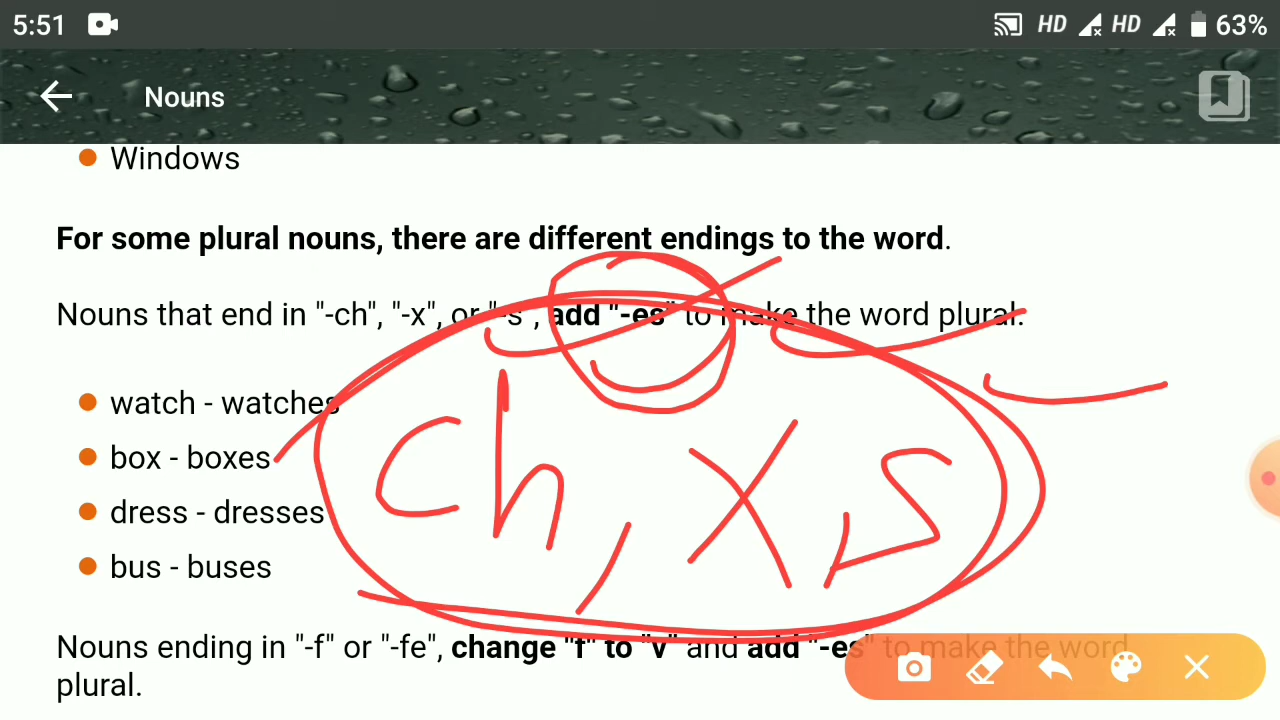 5:51 HD HD 63%
Nouns
Windows
For some plural nouns, there are different endings to the word.
Nouns that end in "-ch", "-x", or "-s", add "-es" to make the word plural.
watch - watches
box - boxes
dress - dresses
bus - buses
ch, x, s
Nouns ending in "-f" or "-fe", change "f" to "v" and add "-es" to make the word
plural.